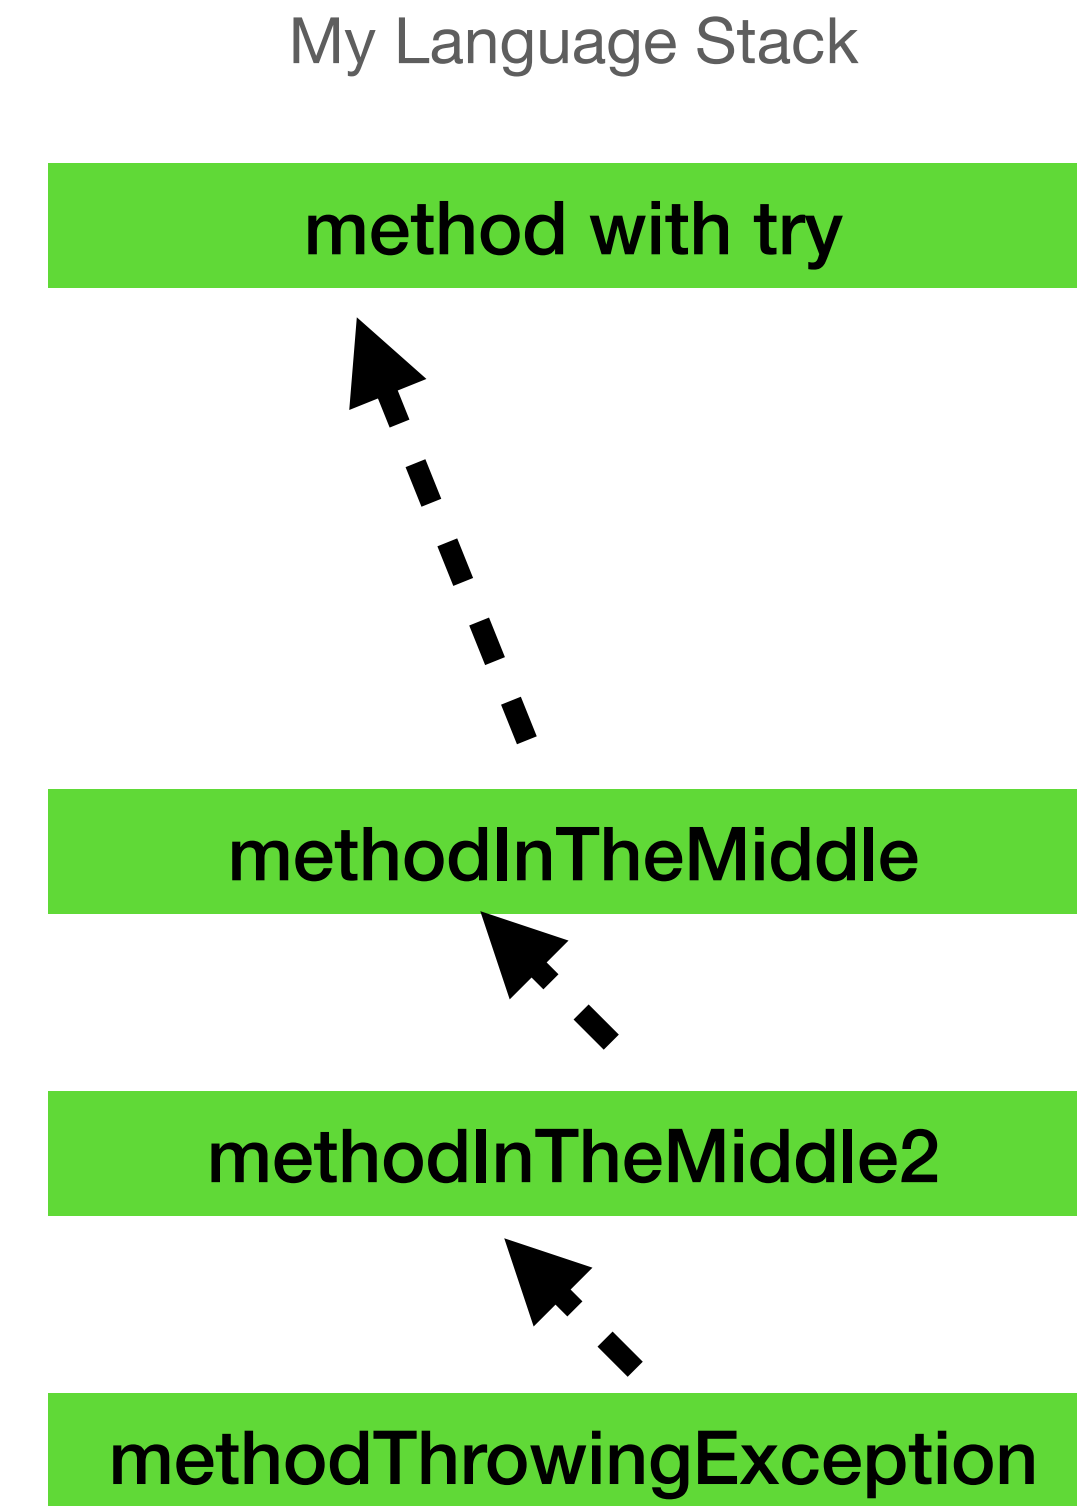 My Language Stack
method with try
methodInTheMiddle
methodInTheMiddle2
methodThrowingException